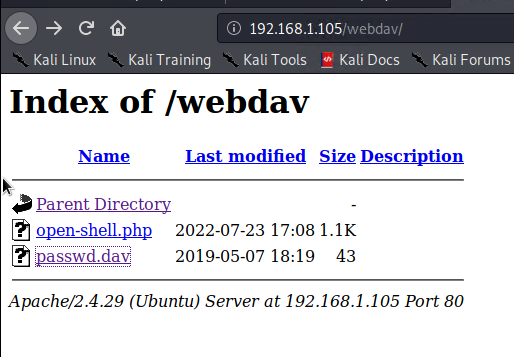 192.168.1.105/webdav/
Kali Linux Kali Training Kali Tools Kali Docs Kali Forums
Index of /webdav
Name Last modified Size Description
Parent Directory -
open-shell.php 2022-07-23 17:08 1.1K
passwd.dav 2019-05-07 18:19 43
Apache/2.4.29 (Ubuntu) Server at 192.168.1.105 Port 80